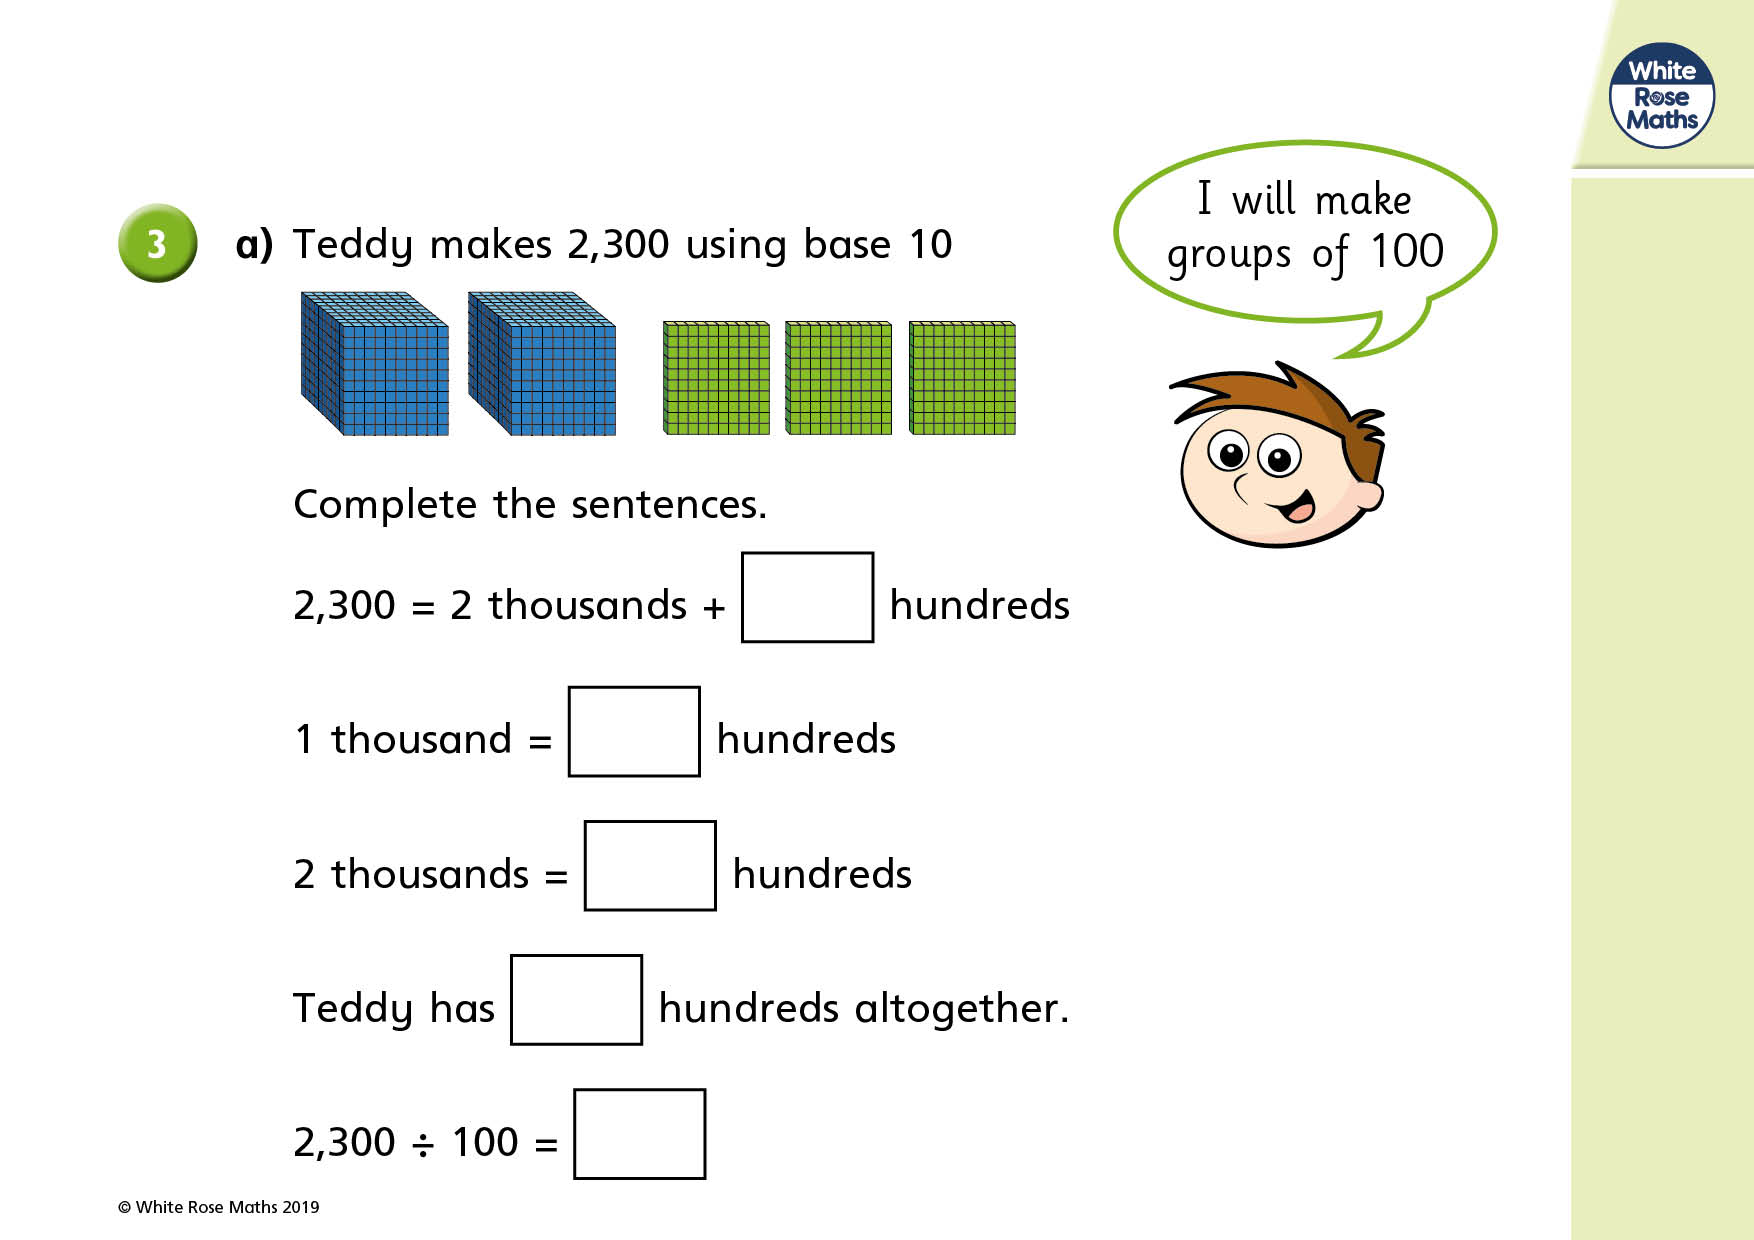 White
Rose
Maths
I will make
groups of 100
3 a) Teddy makes 2,300 using base 10
Complete the sentences.
2,300 = 2 thousands + hundreds
1 thousand = hundreds
2 thousands = hundreds
Teddy has hundreds altogether.
2,300 ÷ 100 =
© White Rose Maths 2019